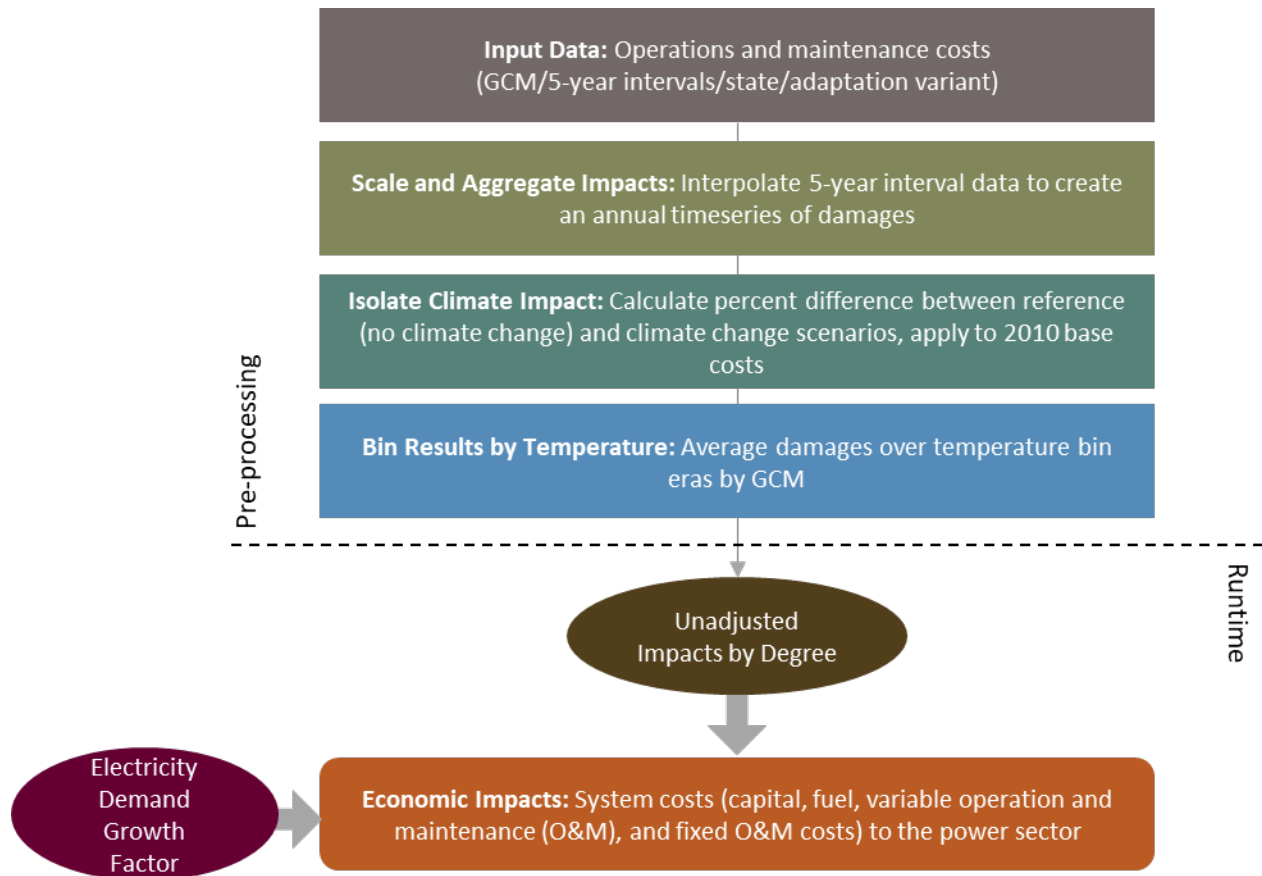 Input Data: Operations and maintenance costs
(GCM/5-year intervals/state/adaptation variant)
Scale and Aggregate Impacts: Interpolate 5-year interval data to create
an annual timeseries of damages
Isolate Climate Impact: Calculate percent difference between reference
(no climate change) and climate change scenarios, apply to 2010 base
costs
Bin Results by Temperature: Average damages over temperature bin
eras by GCM
Pre-processing
Runtime
Unadjusted
Impacts by Degree
Electricity
Demand
Growth
Factor
Economic Impacts: System costs (capital, fuel, variable operation and
maintenance (O&M), and fixed O&M costs) to the power sector